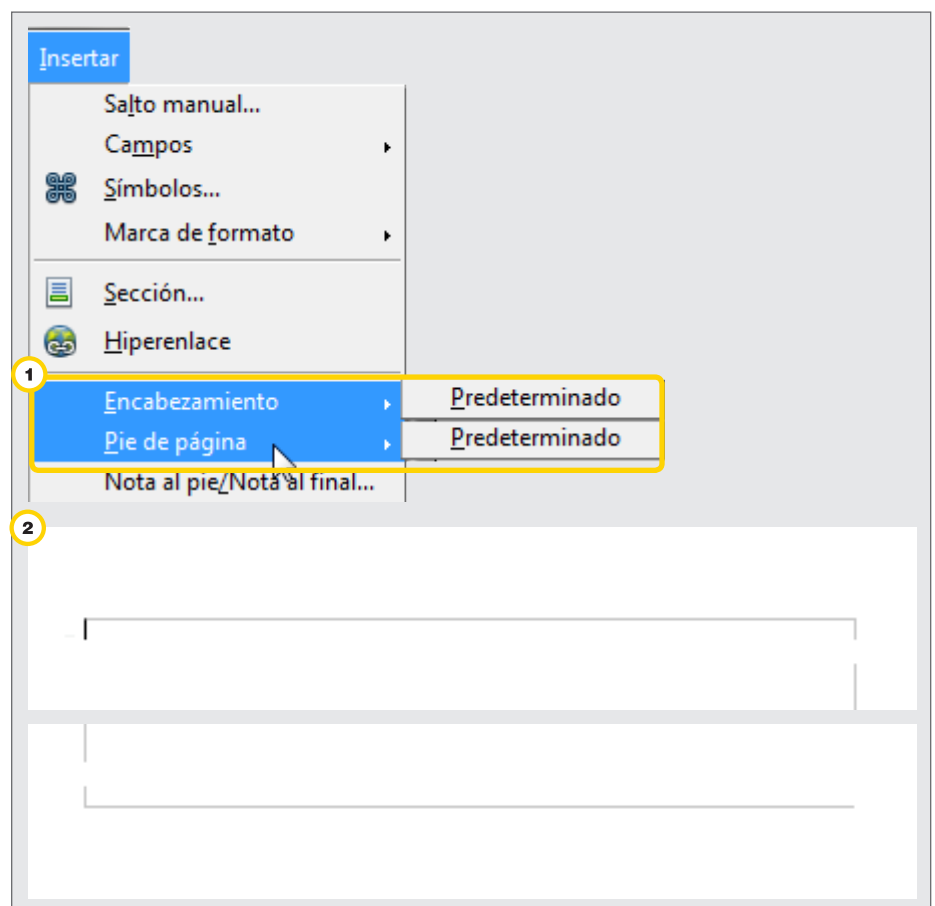 Insertar
Salto manual...
Campos
Símbolos...
Marca de formato
Sección...
Hiperenlace
1
Encabezamiento
Predeterminado
Pie de página
Predeterminado
Nota al pie/Nota al final...
2